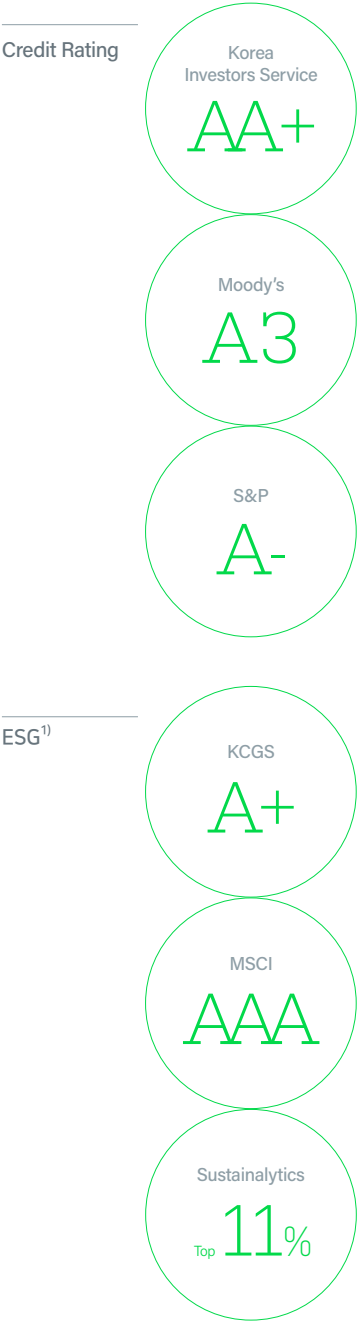 Credit Rating
Korea
Investors Service
AA+
Moody's
A3
S&P
A-
ESG1)
KCGS
A+
MSCI
AAA
Sustainalytics
Top 11%